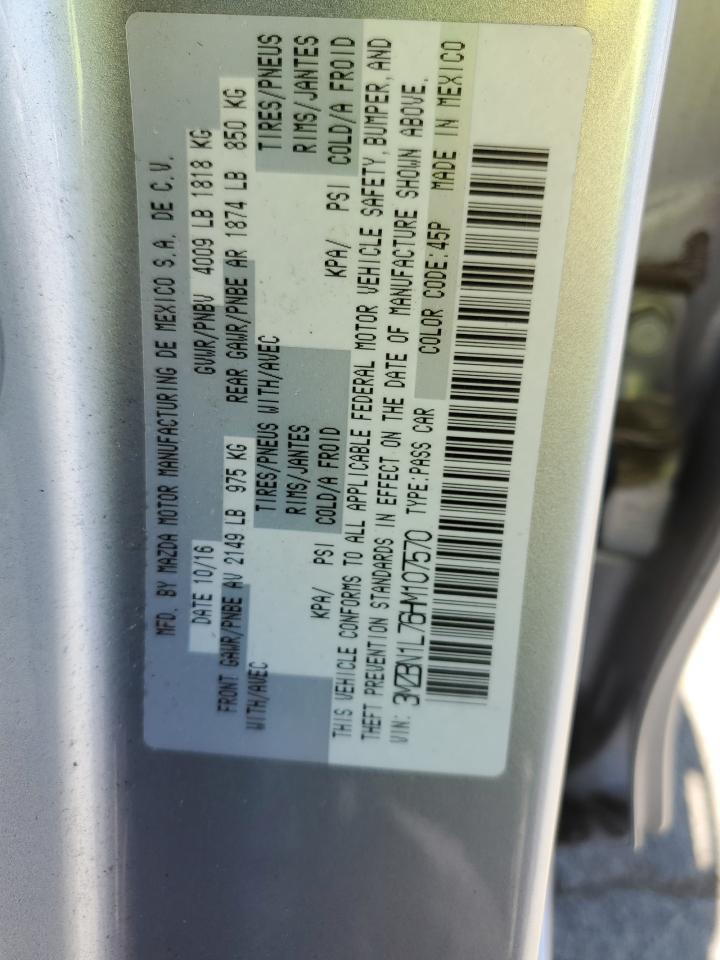 MFD. BY MAZDA MOTOR MANUFACTURING DE MEXICO S.A. DE C.V.
DATE 10/16 GVWR/PNBV 4009 LB 1818 KG
FRONT GAWR/PNBE AV 2149 LB 975 KG REAR GAWR/PNBE AR 1874 LB 850 KG
WITH/AVEC TIRES/PNEUS WITH/AVEC TIRES/PNEUS
RIMS/JANTES RIMS/JANTES
KPA/ PSI COLD/A FROID KPA/ PSI COLD/A FROID
THIS VEHICLE CONFORMS TO ALL APPLICABLE FEDERAL MOTOR VEHICLE SAFETY, BUMPER, AND
THEFT PREVENTION STANDARDS IN EFFECT ON THE DATE OF MANUFACTURE SHOWN ABOVE.
VIN: 3MZBN1L76HM107570 TYPE:PASS CAR COLOR CODE:45P MADE IN MEXICO